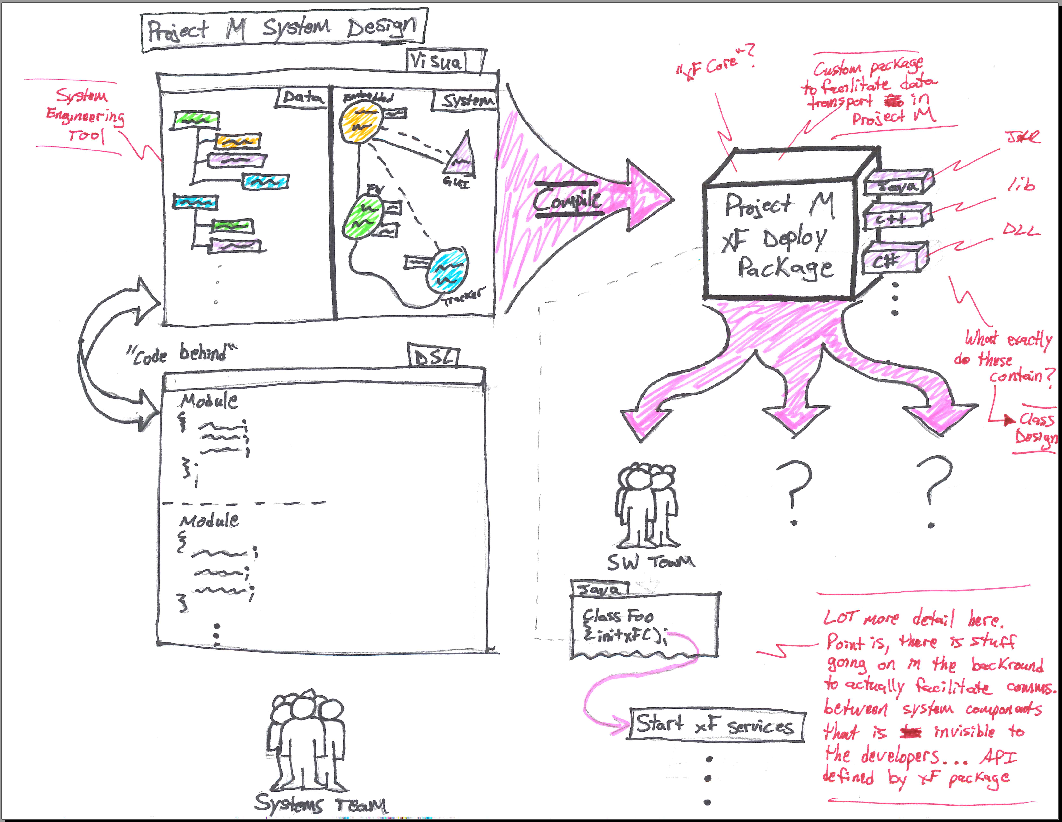 Project M System Design
Visual
Data
System
Embedded
GUI
EV
Tracker
System
Engineering
Tool
"Code behind"
DSL
Module
{
;
;
;
};
Module
{
;
;
;
}
Systems Team
Compile
"xF Core"?
Custom package
to facilitate data
transport in
Project M
Project M
xF Deploy
Package
Java
C++
C#
JAR
lib
DLL
What exactly
do these
contain?
Class
Design
?
?
SW Team
Java
Class Foo
{ initxF();
Start xF services
LOT more detail here.
Point is, there is stuff
going on in the backround
to actually facilitate comms.
between system components
that is invisible to
the developers... API
defined by xF package